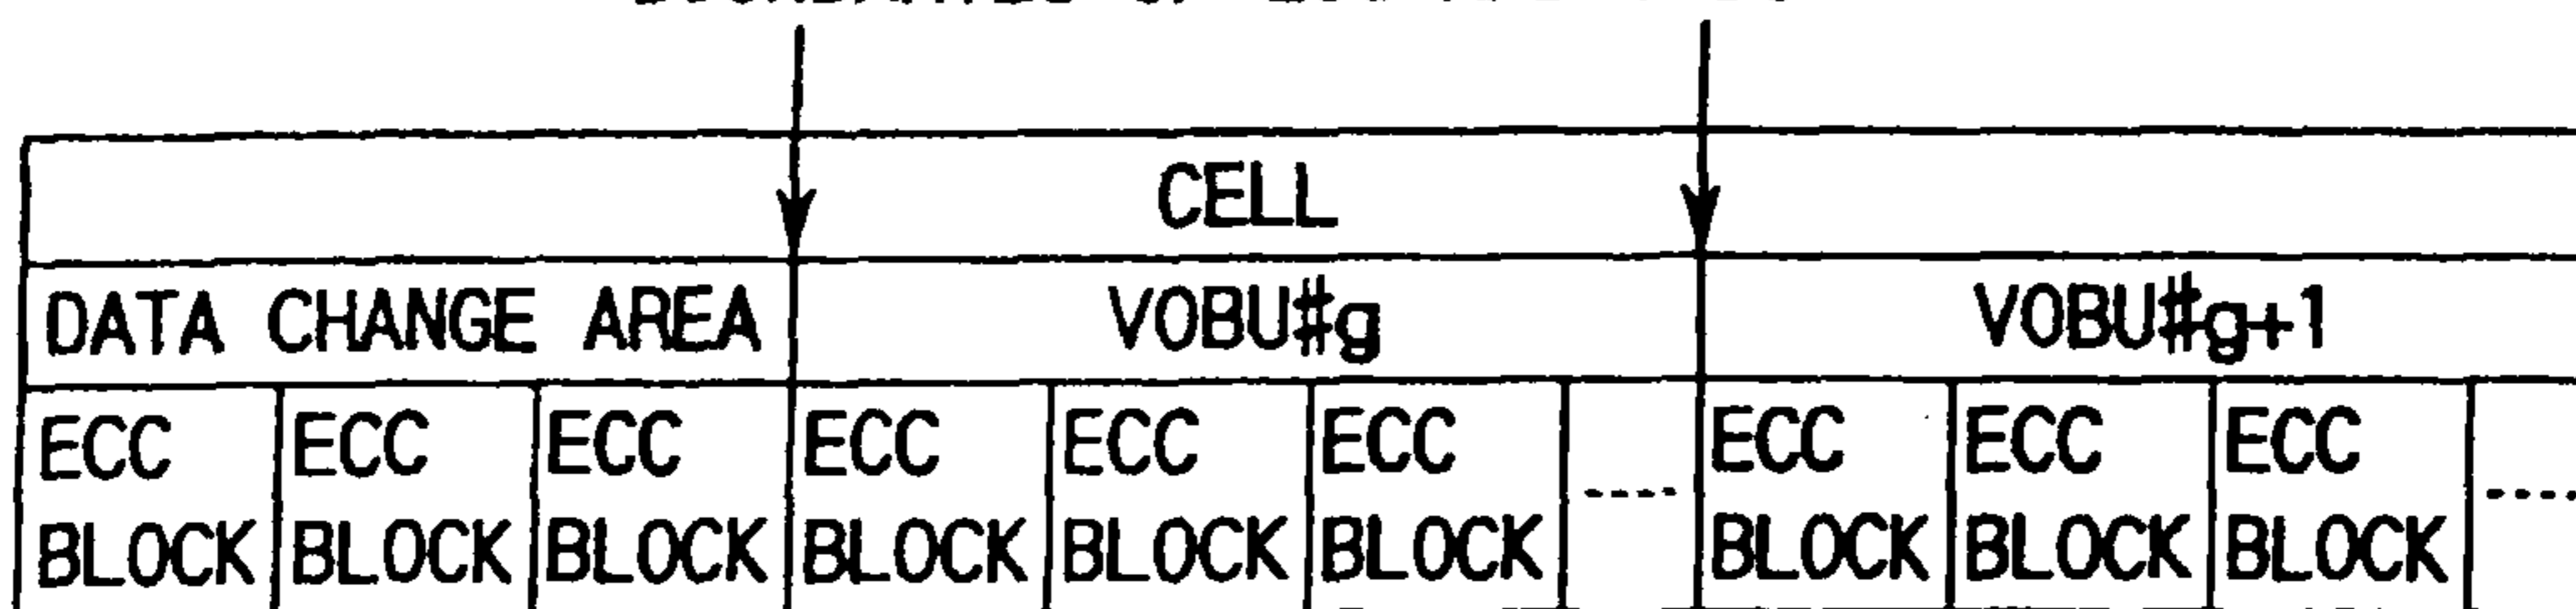 CELL
DATA CHANGE AREA VOBU#g VOBU#g+1
ECC ECC ECC ECC ECC ECC ---- ECC ECC ECC ----
BLOCK BLOCK BLOCK BLOCK BLOCK BLOCK BLOCK BLOCK BLOCK